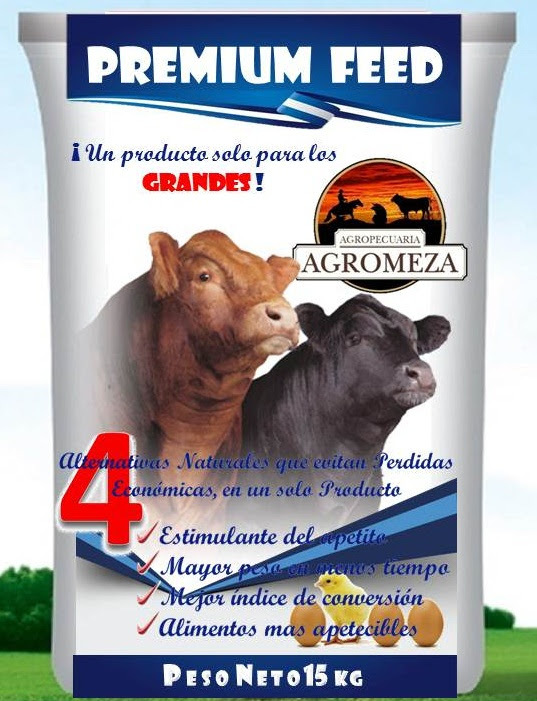 PREMIUM FEED
¡Un producto solo para los
GRANDES!
AGROPECUARIA
AGROMEZA
4
Alternativas Naturales que evitan Perdidas
Económicas, en un solo Producto
✓Estimulante del apetito
✓Mayor peso en menos tiempo
✓Mejor índice de conversión
✓Alimentos mas apetecibles
PESO NETO 15 KG